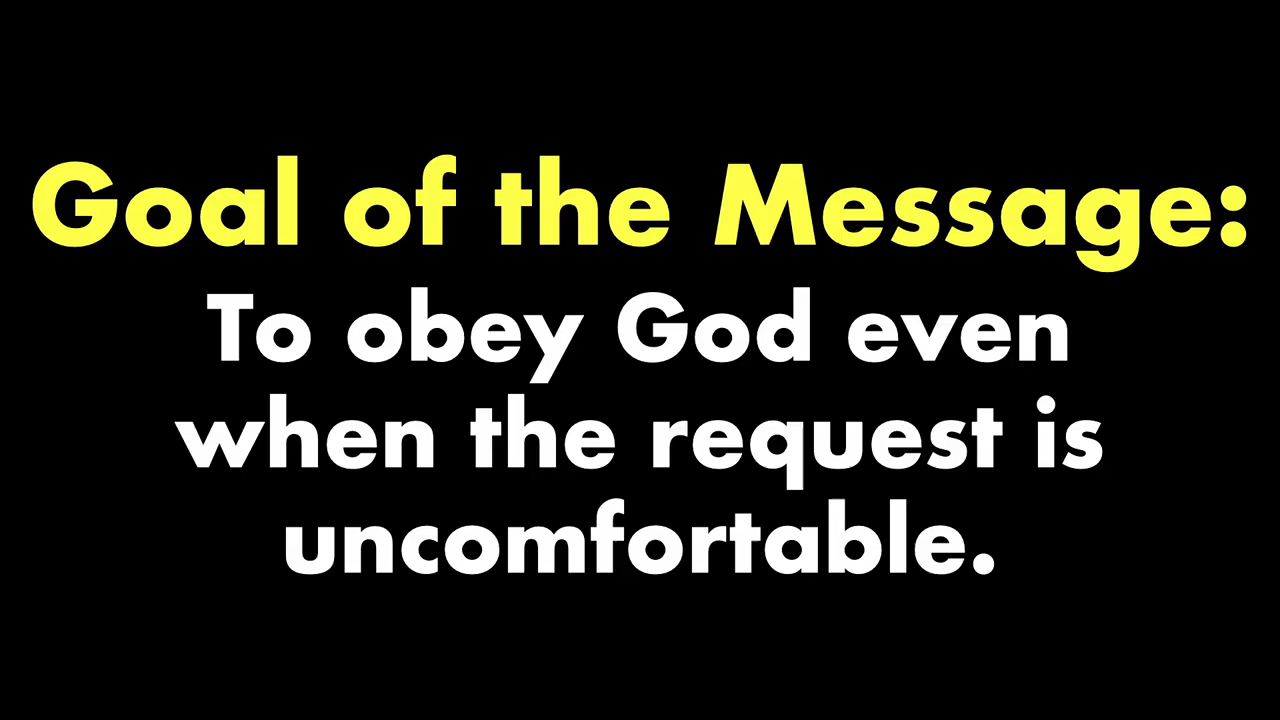 Goal of the Message:
To obey God even
when the request is
uncomfortable.